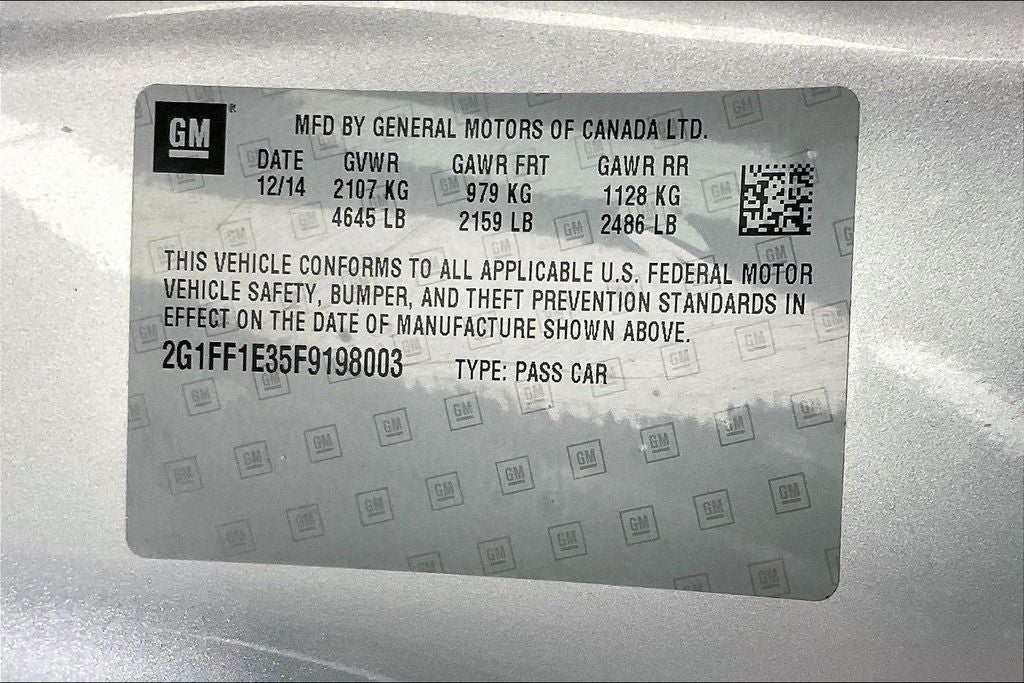 GM
MFD BY GENERAL MOTORS OF CANADA LTD.
DATE GVWR GAWR FRT GAWR RR
12/14 2107 KG 979 KG 1128 KG
4645 LB 2159 LB 2486 LB
THIS VEHICLE CONFORMS TO ALL APPLICABLE U.S. FEDERAL MOTOR
VEHICLE SAFETY, BUMPER, AND THEFT PREVENTION STANDARDS IN
EFFECT ON THE DATE OF MANUFACTURE SHOWN ABOVE.
2G1FF1E35F9198003 TYPE: PASS CAR